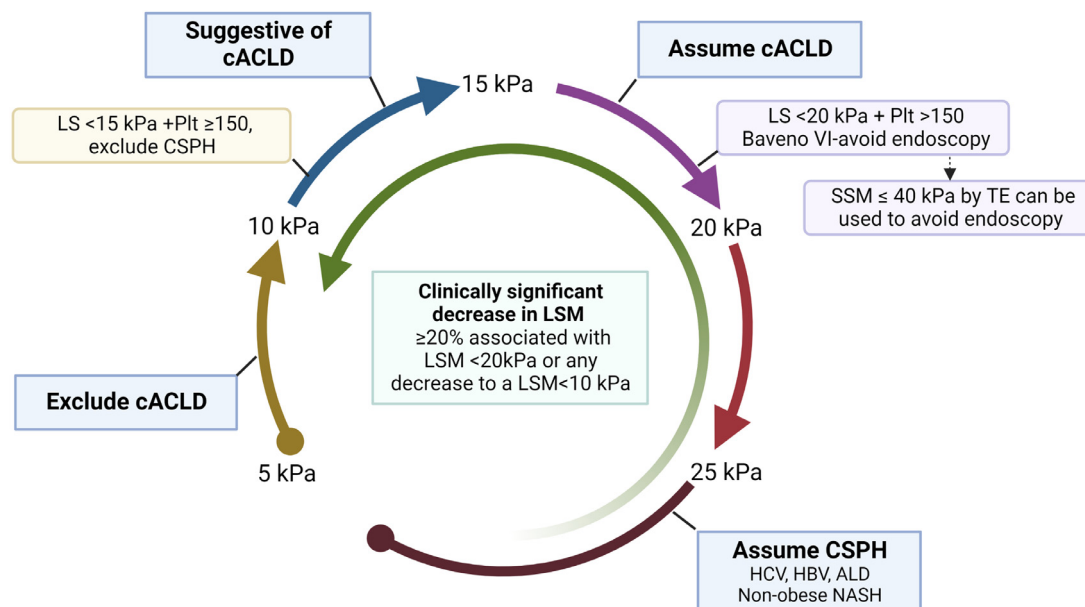 Suggestive of
cACLD
Assume cACLD
15 kPa
LS <15 kPa +Plt ≥150,
exclude CSPH
LS <20 kPa + Plt >150
Baveno VI-avoid endoscopy
SSM ≤ 40 kPa by TE can be
used to avoid endoscopy
10 kPa
20 kPa
Clinically significant
decrease in LSM
≥20% associated with
LSM <20kPa or any
decrease to a LSM<10 kPa
Exclude cACLD
5 kPa
25 kPa
Assume CSPH
HCV, HBV, ALD
Non-obese NASH